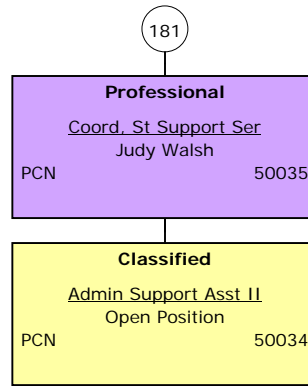 181
Professional
Coord, St Support Ser
Judy Walsh
PCN 50035
Classified
Admin Support Asst II
Open Position
PCN 50034